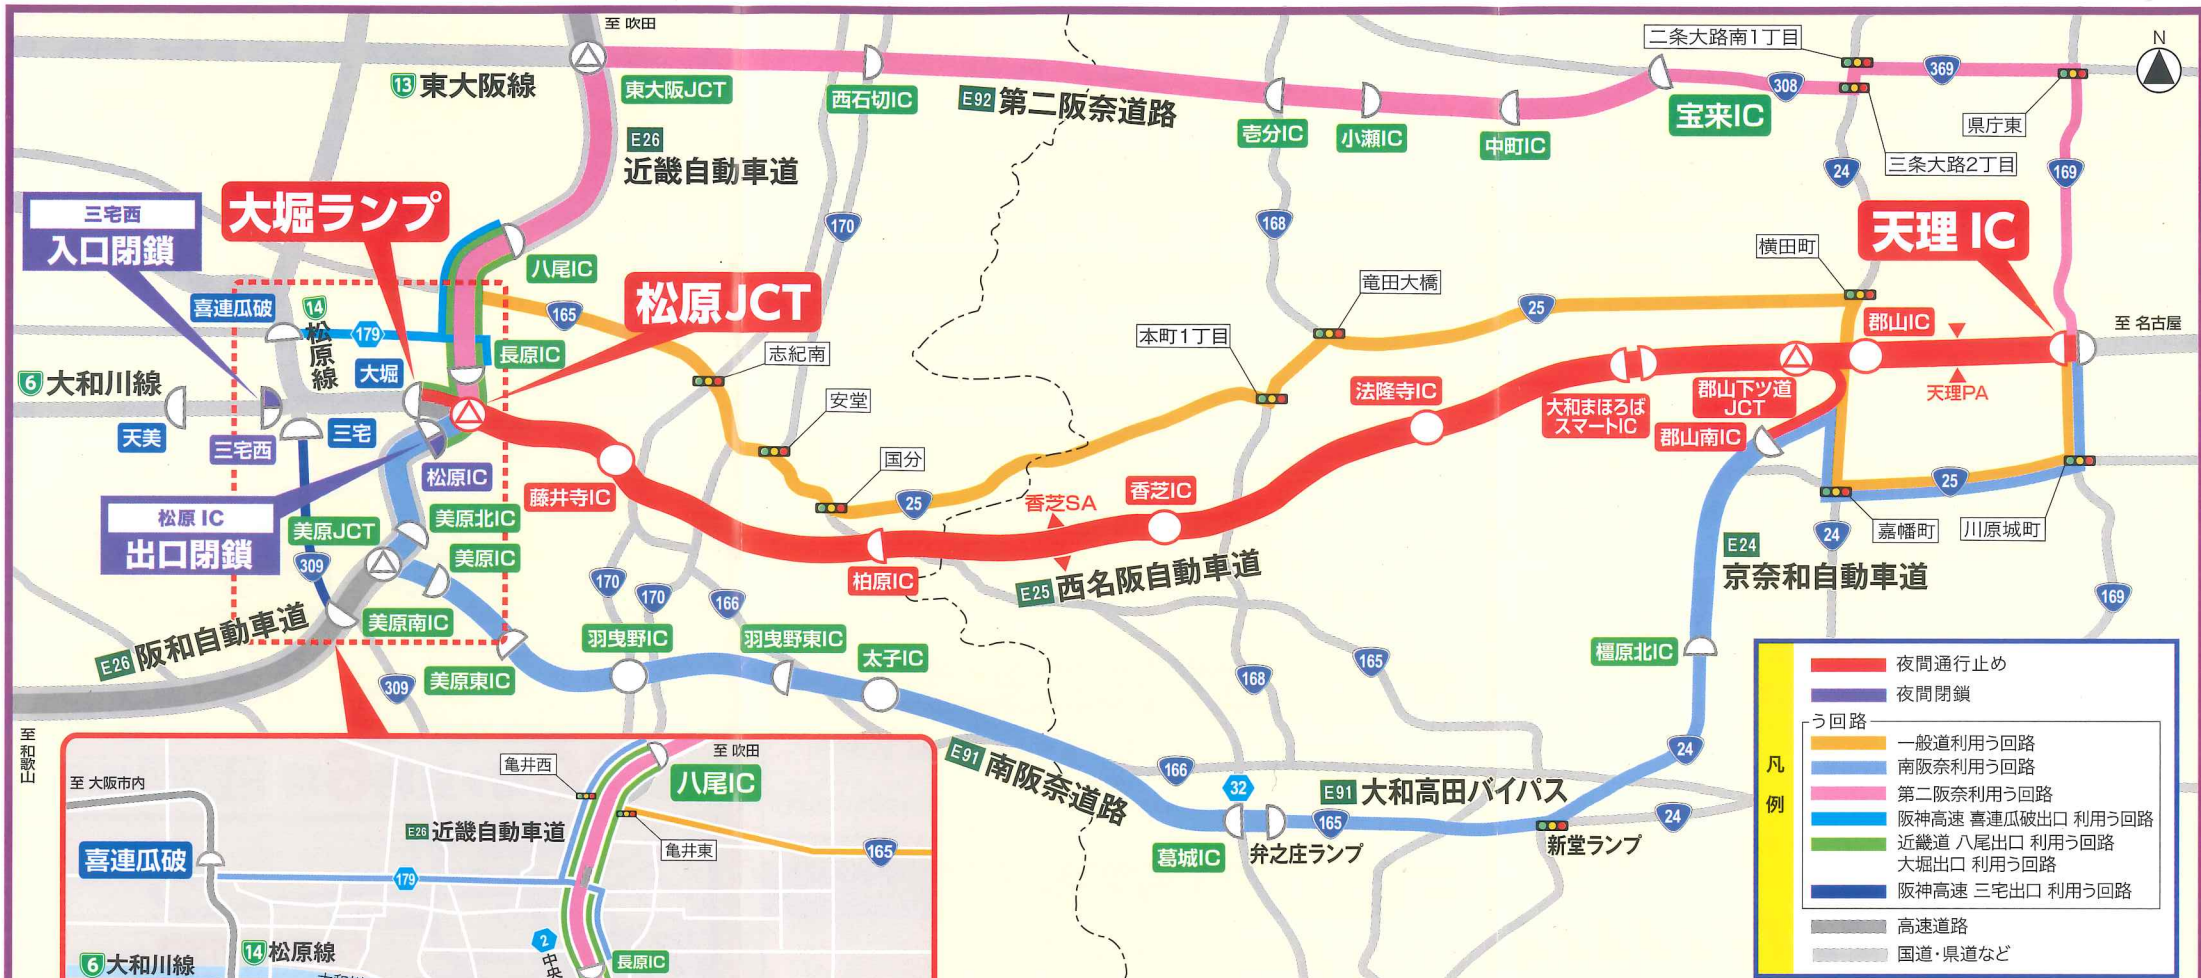 至 吹田
13 東大阪線
東大阪JCT
西石切IC
E92 第二阪奈道路
壱分IC
小瀬IC
中町IC
宝来IC
二条大路南1丁目
308
369
県庁東
三条大路2丁目
N
E26
近畿自動車道
三宅西
入口閉鎖
大堀ランプ
八尾IC
松原JCT
170
168
24
169
天理 IC
横田町
竜田大橋
本町1丁目
25
郡山IC
至 名古屋
喜連瓜破
14
松原線
179
165
長原IC
志紀南
大堀
6 大和川線
天美
三宅西
三宅
安堂
国分
25
法隆寺IC
大和まほろば
スマートIC
郡山下ツ道
JCT
天理PA
郡山南IC
松原IC
藤井寺IC
香芝SA
香芝IC
25
嘉幡町
川原城町
24
松原 IC
出口閉鎖
美原JCT
美原北IC
美原IC
309
柏原IC
E25 西名阪自動車道
E24
京奈和自動車道
170
170
166
169
美原南IC
E26 阪和自動車道
309
美原東IC
羽曳野IC
羽曳野東IC
太子IC
168
165
橿原北IC
至 和歌山
E91 南阪奈道路
166
32
葛城IC
弁之庄ランプ
E91 大和高田バイパス
165
新堂ランプ
24
24
至 大阪市内
亀井西
至 吹田
八尾IC
E26 近畿自動車道
亀井東
165
喜連瓜破
179
6 大和川線
14 松原線
2
中央
長原IC
凡例
夜間通行止め
夜間閉鎖
う回路
一般道利用う回路
南阪奈利用う回路
第二阪奈利用う回路
阪神高速 喜連瓜破出口 利用う回路
近畿道 八尾出口 利用う回路
大堀出口 利用う回路
阪神高速 三宅出口 利用う回路
高速道路
国道・県道など